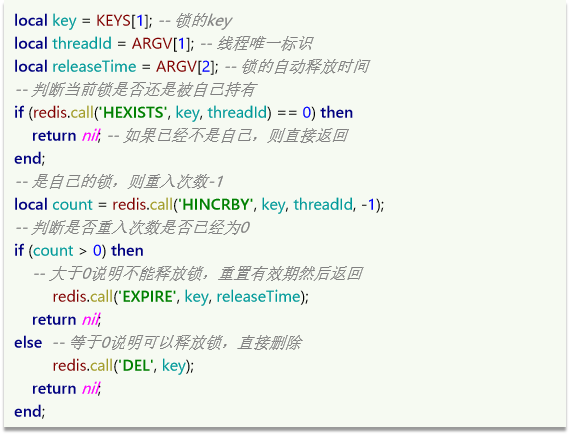 local key = KEYS[1]; -- 锁的key
local threadId = ARGV[1]; -- 线程唯一标识
local releaseTime = ARGV[2]; -- 锁的自动释放时间
-- 判断当前锁是否还是被自己持有
if (redis.call('HEXISTS', key, threadId) == 0) then
    return nil; -- 如果已经不是自己，则直接返回
end;
-- 是自己的锁，则重入次数-1
local count = redis.call('HINCRBY', key, threadId, -1);
-- 判断是否重入次数是否已经为0
if (count > 0) then
    -- 大于0说明不能释放锁，重置有效期然后返回
        redis.call('EXPIRE', key, releaseTime);
    return nil;
else  -- 等于0说明可以释放锁，直接删除
        redis.call('DEL', key);
    return nil;
end;